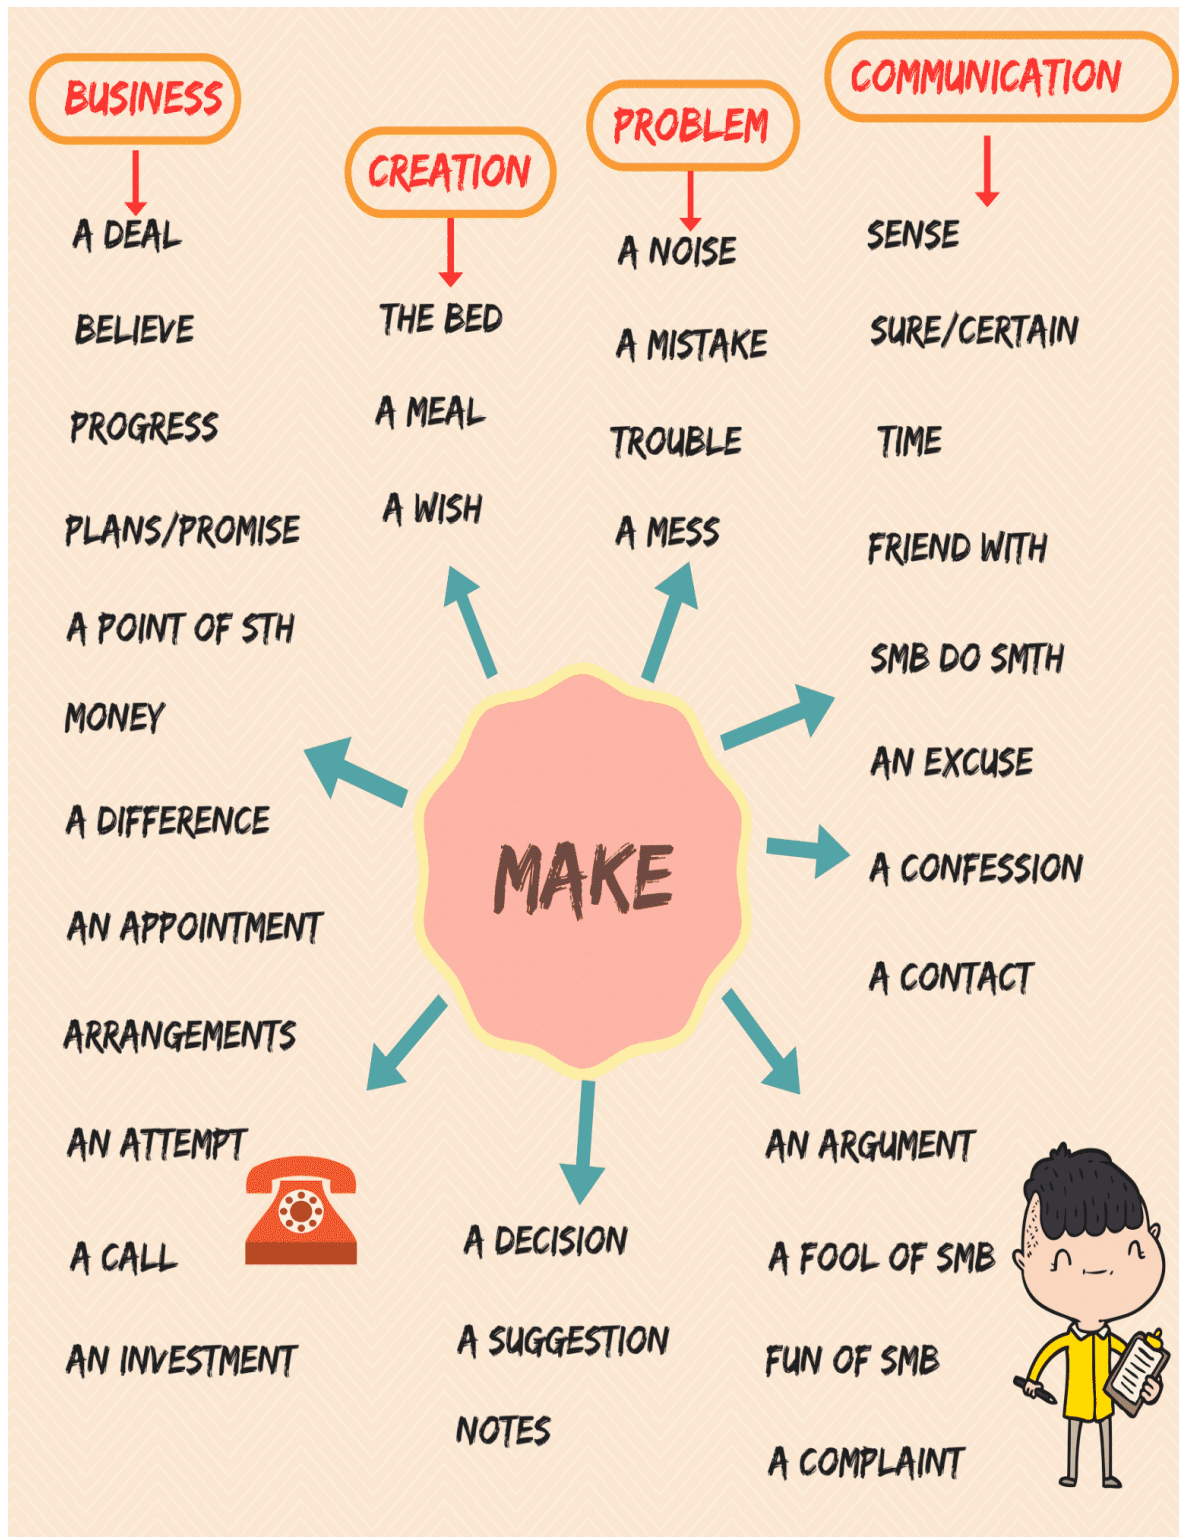 BUSINESS
A DEAL
BELIEVE
PROGRESS
PLANS/PROMISE
A POINT OF STH
MONEY
A DIFFERENCE
AN APPOINTMENT
ARRANGEMENTS
AN ATTEMPT
A CALL
AN INVESTMENT
CREATION
THE BED
A MEAL
A WISH
PROBLEM
A NOISE
A MISTAKE
TROUBLE
A MESS
COMMUNICATION
SENSE
SURE/CERTAIN
TIME
FRIEND WITH
SMB DO SMTH
AN EXCUSE
A CONFESSION
A CONTACT
MAKE
A DECISION
A SUGGESTION
NOTES
AN ARGUMENT
A FOOL OF SMB
FUN OF SMB
A COMPLAINT